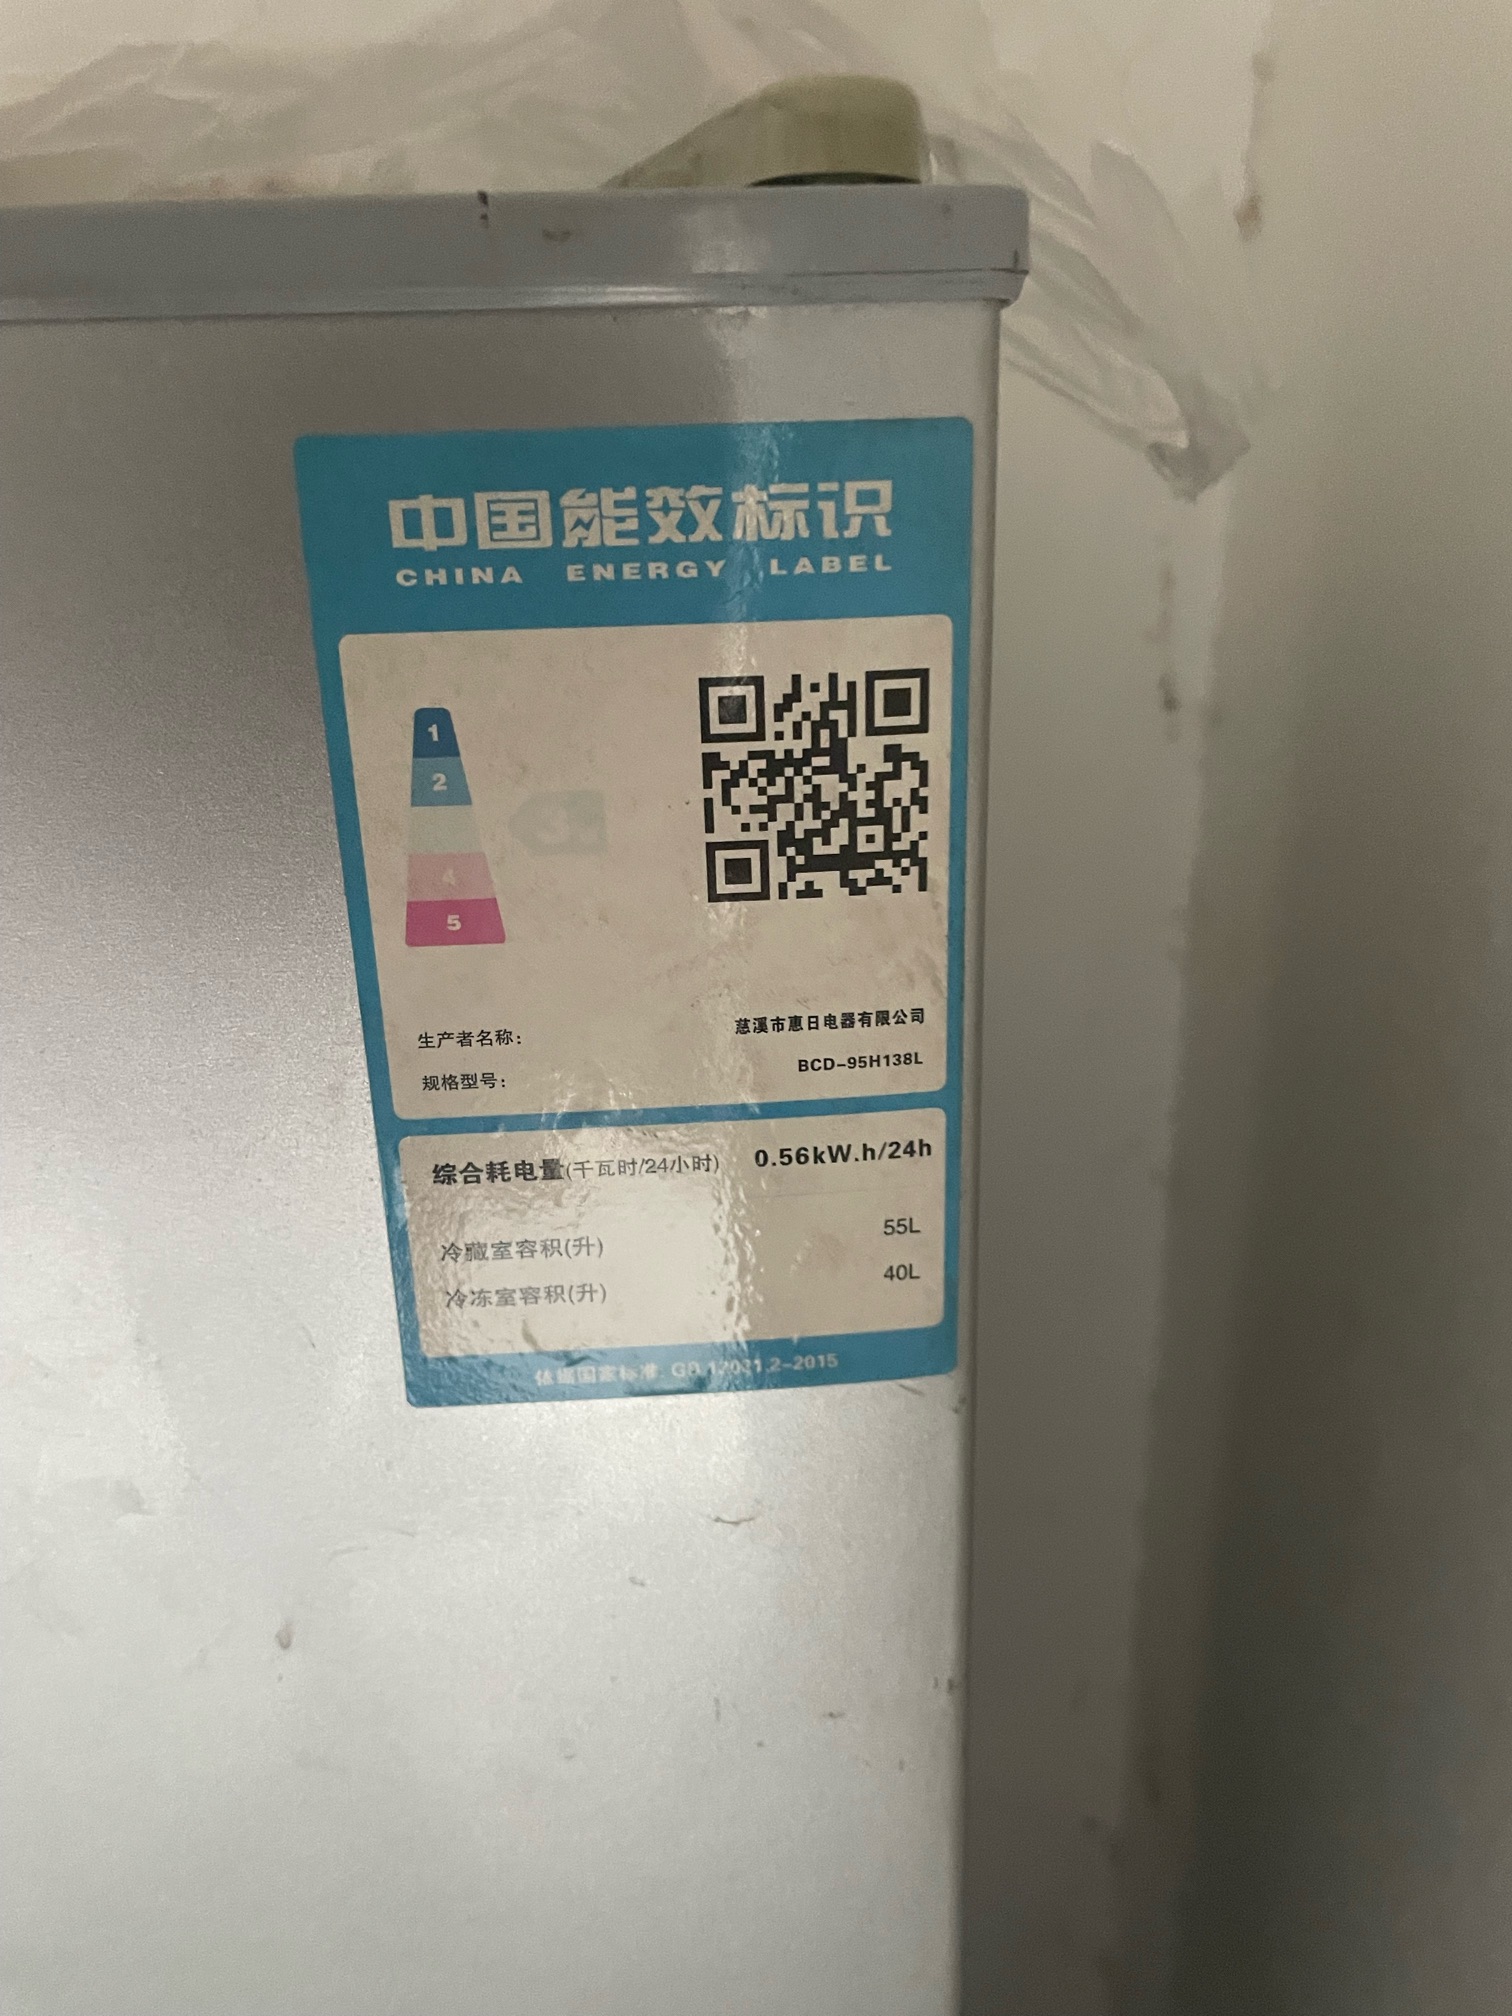 中国能效标识
CHINA ENERGY LABEL
1
2
3
4
5
生产者名称: 慈溪市惠日电器有限公司
规格型号: BCD-95H138L
综合耗电量(千瓦时/24小时) 0.56kW.h/24h
冷藏室容积(升) 55L
冷冻室容积(升) 40L
依据国家标准 GB 12021.2-2015